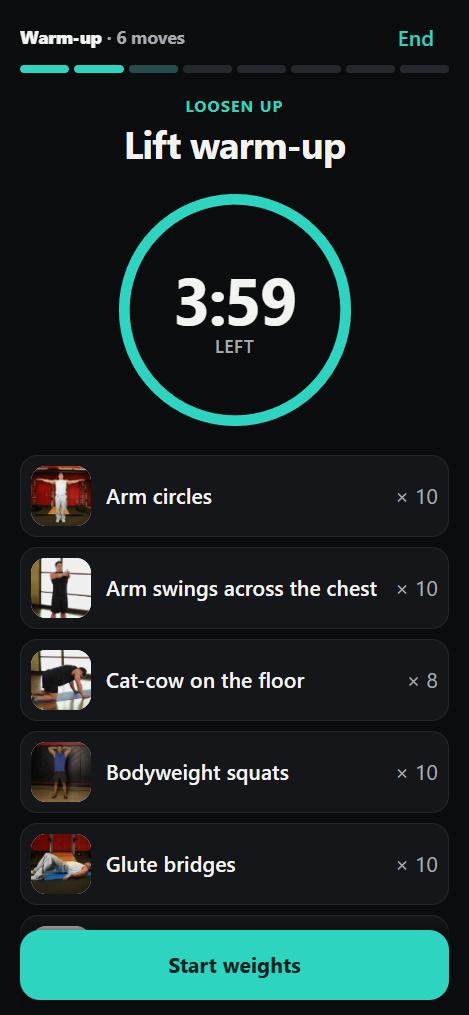 Warm-up · 6 moves
End
LOOSEN UP
Lift warm-up
3:59
LEFT
Arm circles × 10
Arm swings across the chest × 10
Cat-cow on the floor × 8
Bodyweight squats × 10
Glute bridges × 10
Start weights